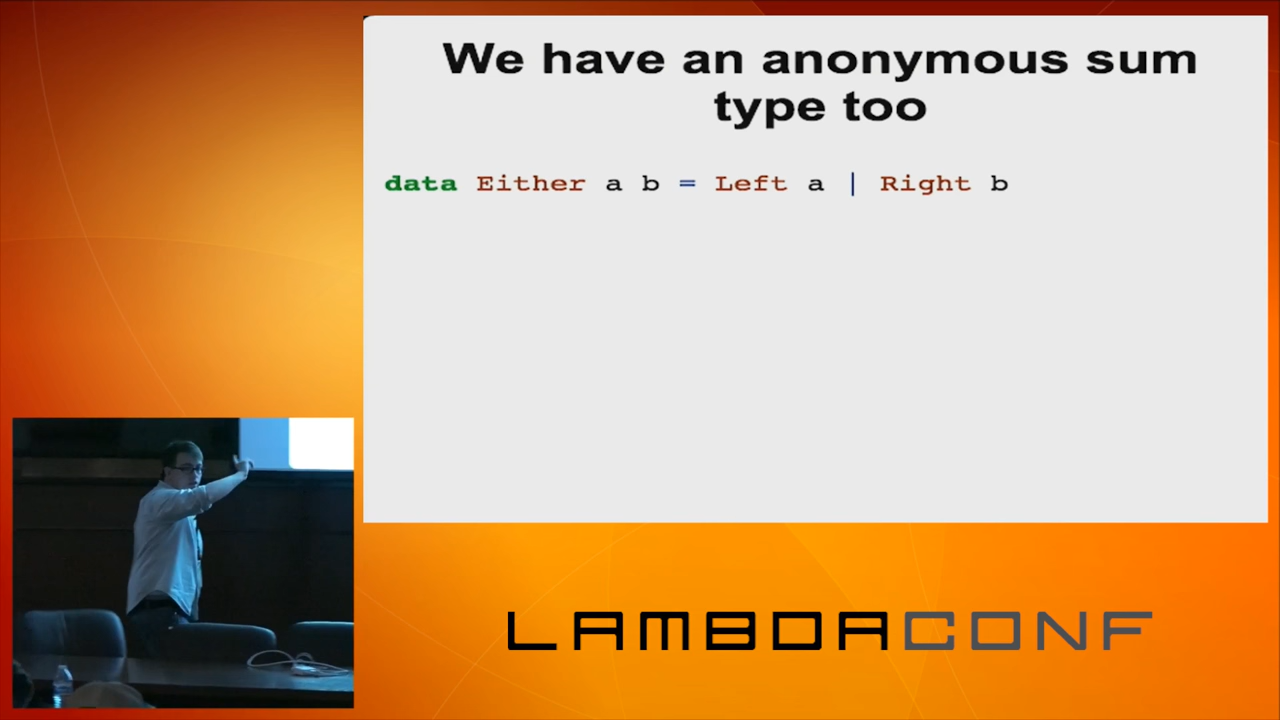 We have an anonymous sum
type too
data Either a b = Left a | Right b
LAMBDACONF